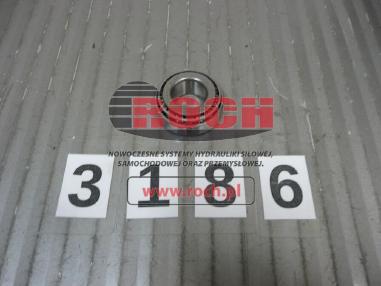 ROCH
NOWOCZESNE SYSTEMY HYDRAULIKI SIŁOWEJ,
SAMOCHODOWEJ ORAZ PRZEMYSŁOWEJ.
3 1 8 6
www.roch.pl